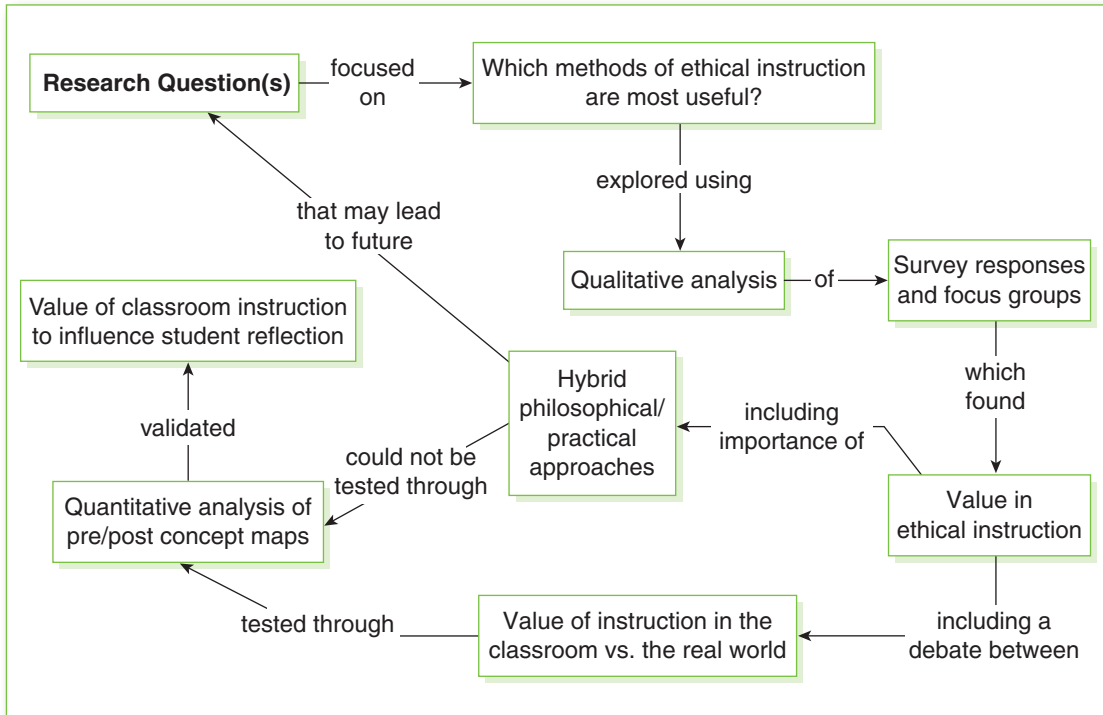 Research Question(s)
focused
on
Which methods of ethical instruction
are most useful?
explored using
Qualitative analysis
of
Survey responses
and focus groups
which
found
Value in
ethical instruction
including
importance of
Hybrid
philosophical/
practical
approaches
that may lead
to future
could not be
tested through
including a
debate between
Value of instruction in the
classroom vs. the real world
tested through
Quantitative analysis of
pre/post concept maps
validated
Value of classroom instruction
to influence student reflection